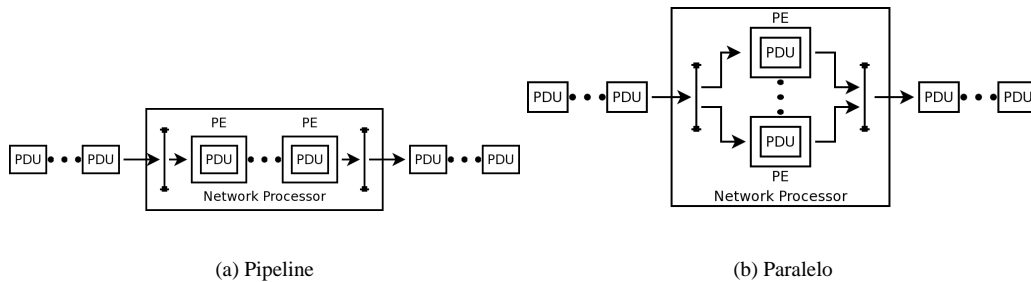 PE PE
PDU PDU PDU PDU PDU PDU
Network Processor
(a) Pipeline
PE
PDU
PDU PDU PDU PDU
PDU
PE
Network Processor
(b) Paralelo